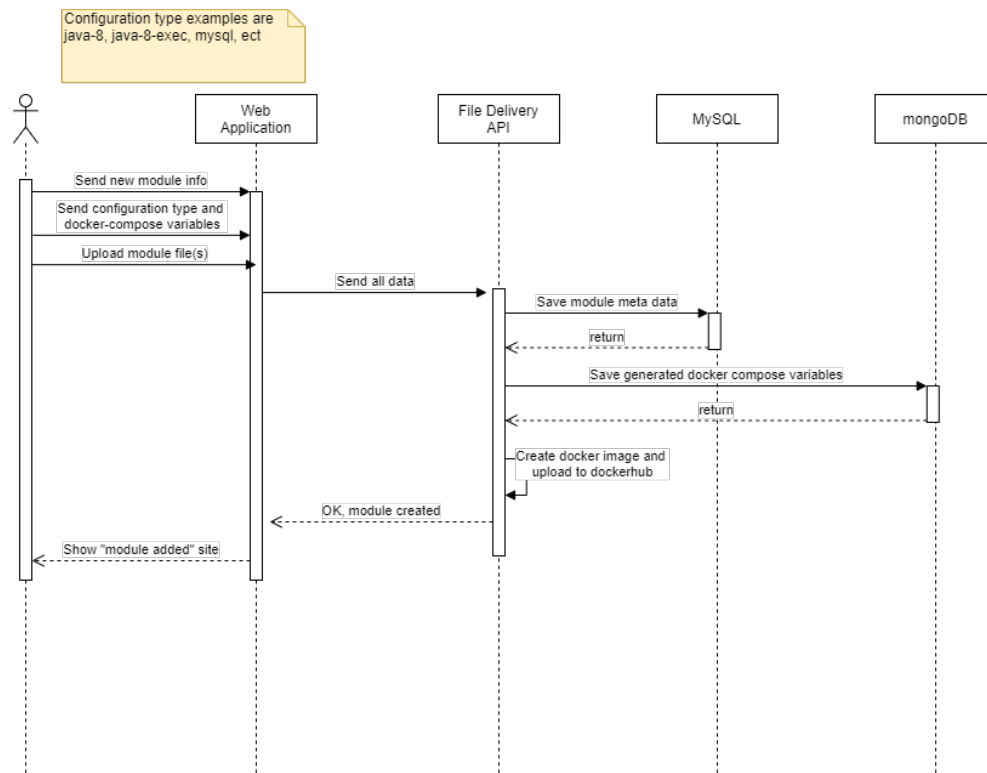 Configuration type examples are
java-8, java-8-exec, mysql, ect
Web
Application
File Delivery
API
MySQL
mongoDB
Send new module info
Send configuration type and
docker-compose variables
Upload module file(s)
Send all data
Save module meta data
return
Save generated docker compose variables
return
Create docker image and
upload to dockerhub
OK, module created
Show "module added" site